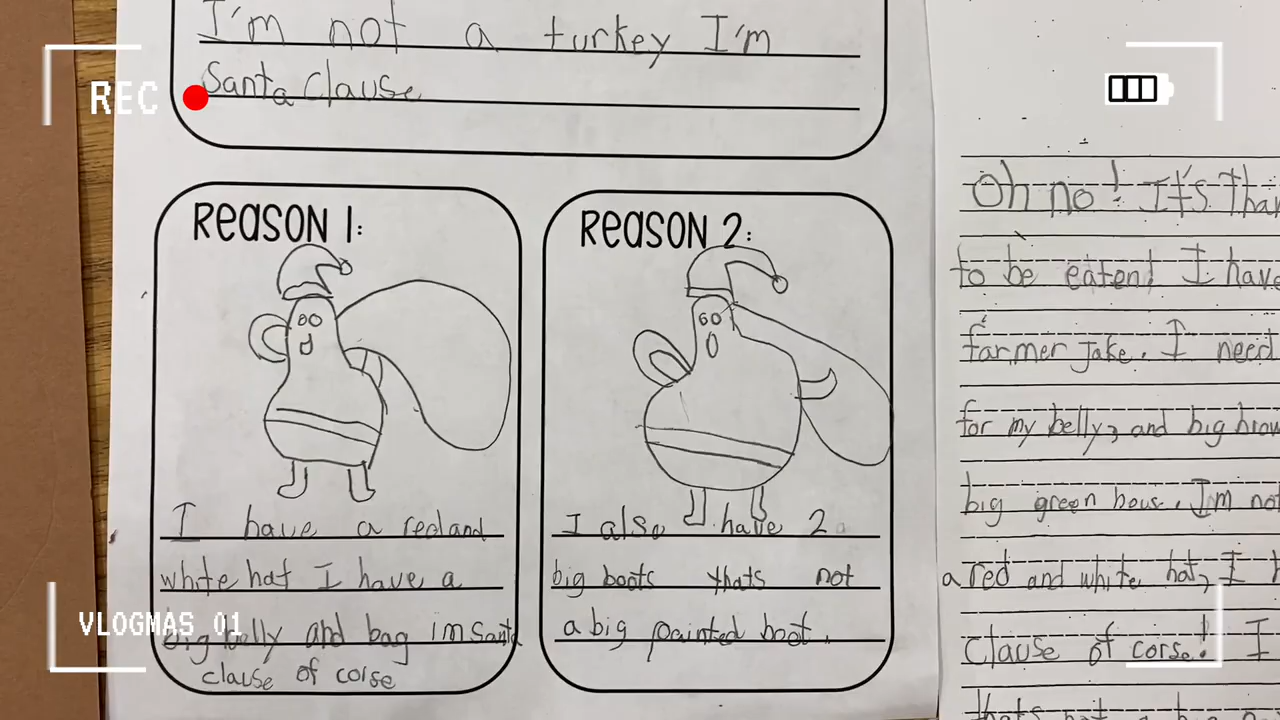 I'm not a turkey I'm
Santa Clause
REC
REASON 1:
I have a red and
white hat I have a
big belly and bag im Santa
clause of corse
REASON 2:
I also have 2
big boots thats not
a big pointed boot.
Oh no! It's Than
to be eaten! I have
farmer Jake. I need
for my belly, and big brow
big green bows. I'm not
a red and white hat, I h
Clause of corse! I
VLOGMAS 01